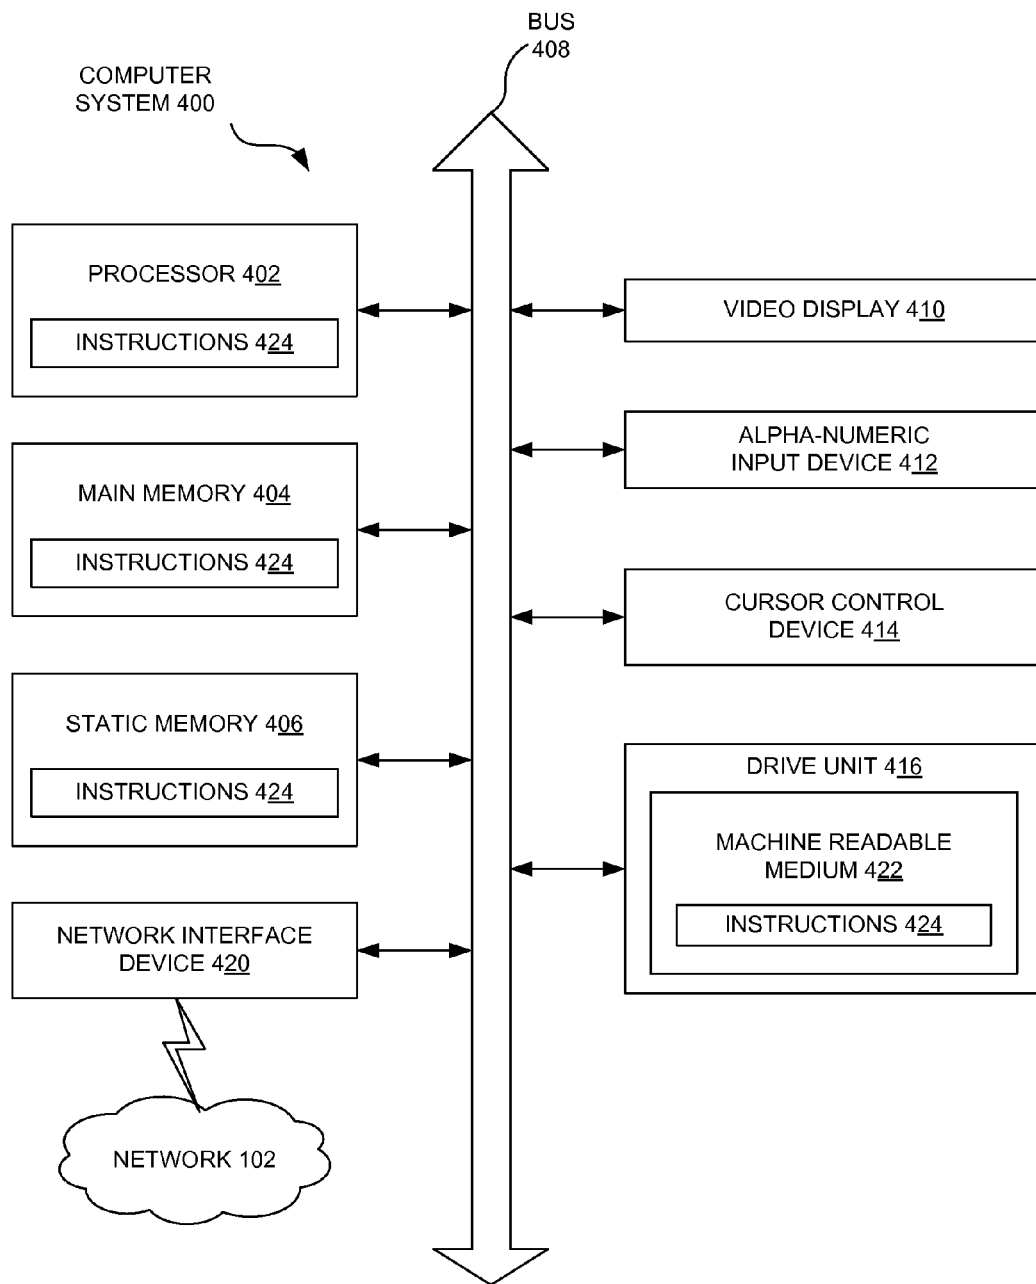 BUS
408
COMPUTER
SYSTEM 400
PROCESSOR 402
INSTRUCTIONS 424
MAIN MEMORY 404
INSTRUCTIONS 424
STATIC MEMORY 406
INSTRUCTIONS 424
NETWORK INTERFACE
DEVICE 420
NETWORK 102
VIDEO DISPLAY 410
ALPHA-NUMERIC
INPUT DEVICE 412
CURSOR CONTROL
DEVICE 414
DRIVE UNIT 416
MACHINE READABLE
MEDIUM 422
INSTRUCTIONS 424